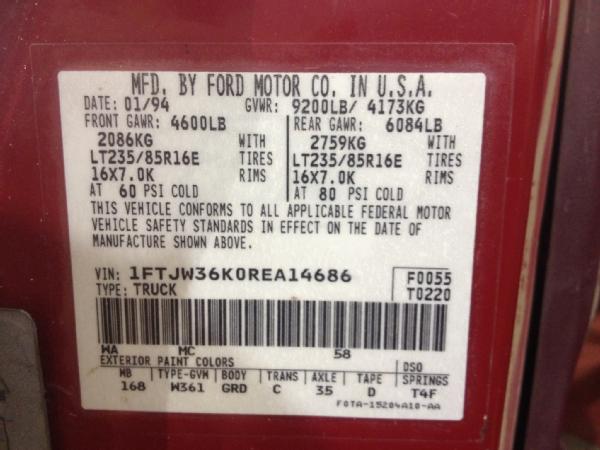 MFD. BY FORD MOTOR CO. IN U.S.A.
DATE: 01/94 GVWR: 9200LB/ 4173KG
FRONT GAWR: 4600LB REAR GAWR: 6084LB
2086KG WITH 2759KG WITH
LT235/85R16E TIRES LT235/85R16E TIRES
16X7.0K RIMS 16X7.0K RIMS
AT 60 PSI COLD AT 80 PSI COLD
THIS VEHICLE CONFORMS TO ALL APPLICABLE FEDERAL MOTOR
VEHICLE SAFETY STANDARDS IN EFFECT ON THE DATE OF
MANUFACTURE SHOWN ABOVE.
VIN: 1FTJW36K0REA14686 F0055
TYPE: TRUCK T0220
WA MC 58
EXTERIOR PAINT COLORS DSO
WB TYPE-GVM BODY TRANS AXLE TAPE SPRINGS
168 W361 GRD C 35 D T4F
F0TA-15204A10-AA